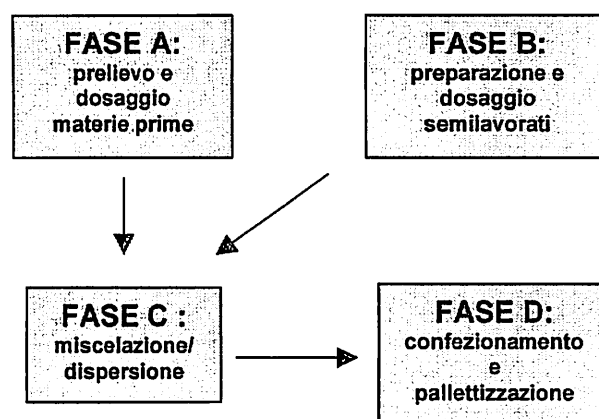 FASE A:
prelievo e
dosaggio
materie prime
FASE B:
preparazione e
dosaggio
semilavorati
FASE C :
miscelazione/
dispersione
FASE D:
confezionamento
e
pallettizzazione